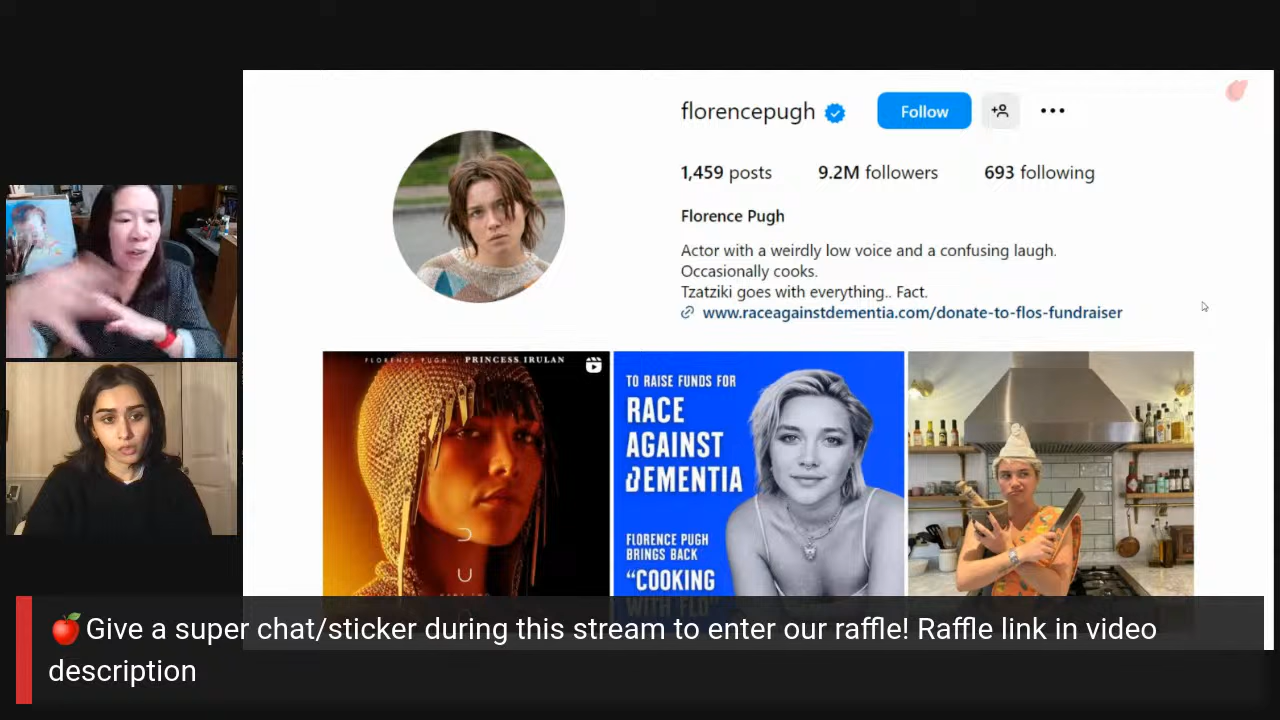 florencepugh
Follow
1,459 posts
9.2M followers
693 following
Florence Pugh
Actor with a weirdly low voice and a confusing laugh.
Occasionally cooks.
Tzatziki goes with everything.. Fact.
www.raceagainstdementia.com/donate-to-flos-fundraiser
FLORENCE PUGH is PRINCESS IRULAN
TO RAISE FUNDS FOR
RACE
AGAINST
DEMENTIA
FLORENCE PUGH
BRINGS BACK
“COOKING
WITH FLO”
🍎Give a super chat/sticker during this stream to enter our raffle! Raffle link in video
description